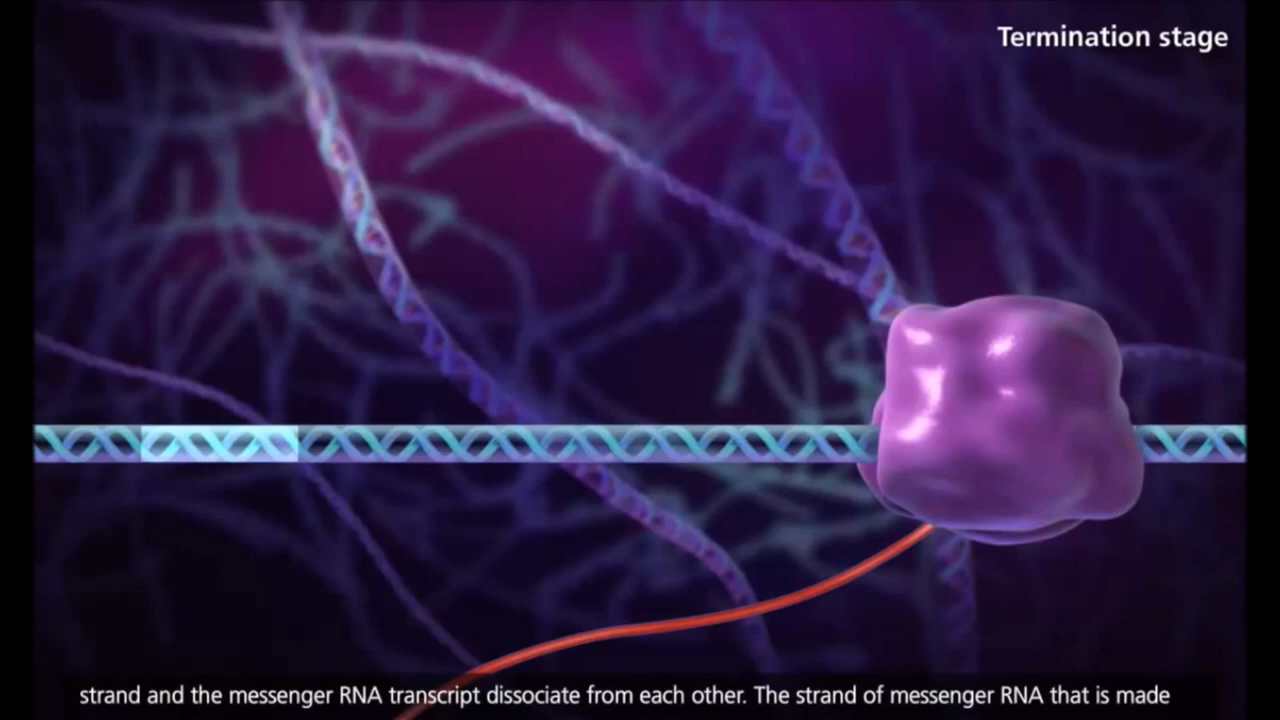 Termination stage
strand and the messenger RNA transcript dissociate from each other. The strand of messenger RNA that is made